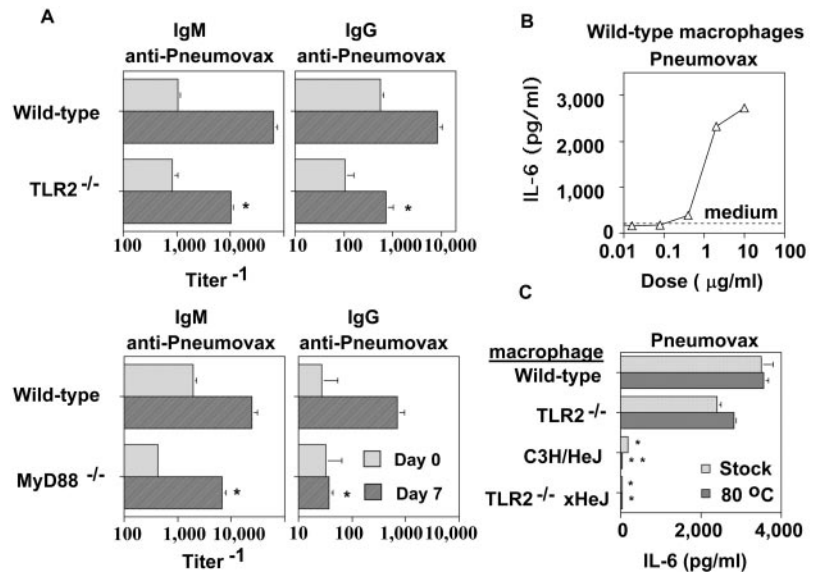 A
IgM
anti-Pneumovax
IgG
anti-Pneumovax
Wild-type
TLR2 -/-
*
*
100 1,000 10,000
10 100 1,000 10,000
Titer -1
IgM
anti-Pneumovax
IgG
anti-Pneumovax
Wild-type
MyD88 -/-
*
*
Day 0
Day 7
100 1,000 10,000
10 100 1,000 10,000
Titer -1
B
Wild-type macrophages
Pneumovax
IL-6 (pg/ml)
3,000
2,000
1,000
0
medium
0.01 0.1 1 10 100
Dose ( μg/ml)
C
Pneumovax
macrophage
Wild-type
TLR2 -/-
C3H/HeJ
*
* *
TLR2 -/- xHeJ
*
*
Stock
80 ºC
0 2,000 4,000
IL-6 (pg/ml)